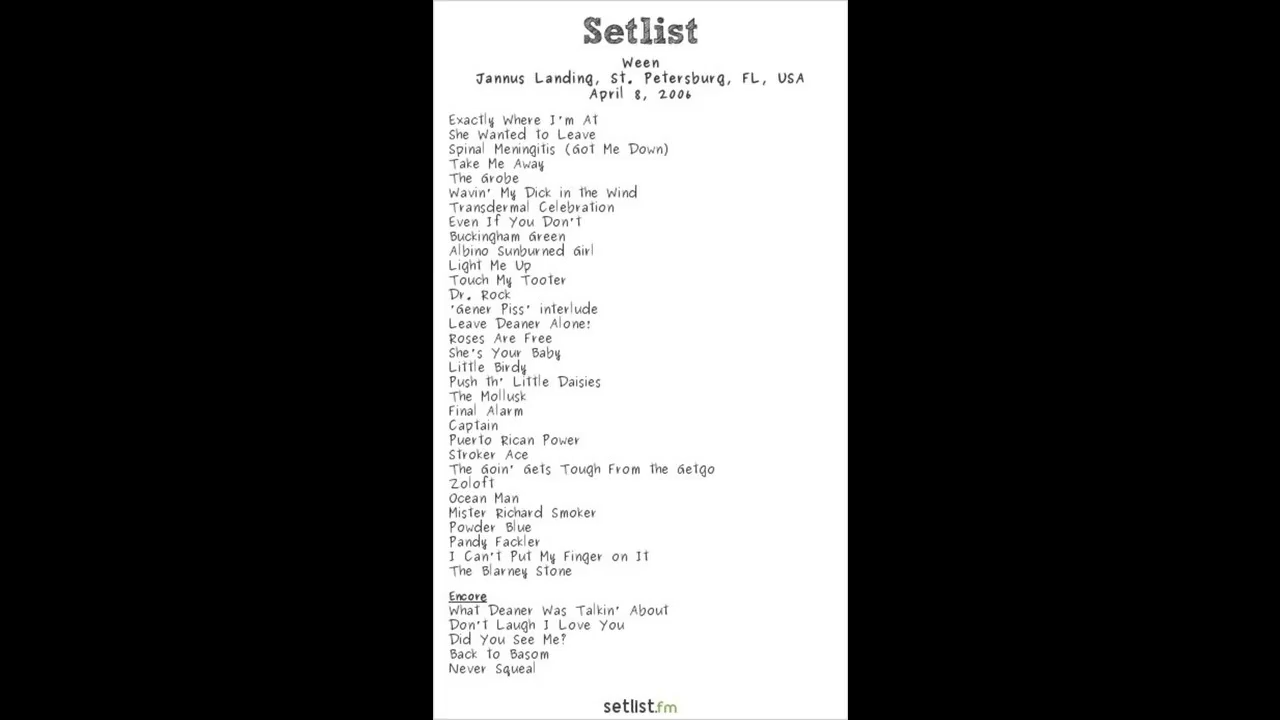 Setlist
Ween
Jannus Landing, St. Petersburg, FL, USA
April 8, 2006
Exactly Where I'm At
She Wanted to Leave
Spinal Meningitis (Got Me Down)
Take Me Away
The Grobe
Wavin' My Dick in the Wind
Transdermal Celebration
Even If You Don't
Buckingham Green
Albino Sunburned Girl
Light Me Up
Touch My Tooter
Dr. Rock
'Gener Piss' interlude
Leave Deaner Alone!
Roses Are Free
She's Your Baby
Little Birdy
Push th' Little Daisies
The Mollusk
Final Alarm
Captain
Puerto Rican Power
Stroker Ace
The Goin' Gets Tough From the Getgo
Zoloft
Ocean Man
Mister Richard Smoker
Powder Blue
Pandy Fackler
I Can't Put My Finger on It
The Blarney Stone
Encore
What Deaner Was Talkin' About
Don't Laugh I Love You
Did You See Me?
Back to Basom
Never Squeal
setlist.fm